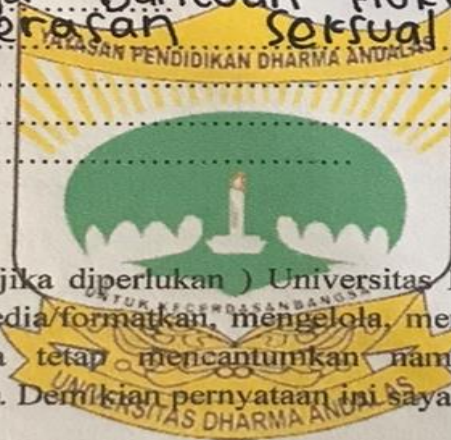 Bantuan
erasan Seksual
YAYASAN PENDIDIKAN DHARMA ANDALAS
jika diperlukan ) Universitas
UNTUK KECERDASAN BANGSA
edia/formatkan, mengelola, me
tetap mencantumkan nam
. Demikian pernyataan ini saya
UNIVERSITAS DHARMA ANDALAS